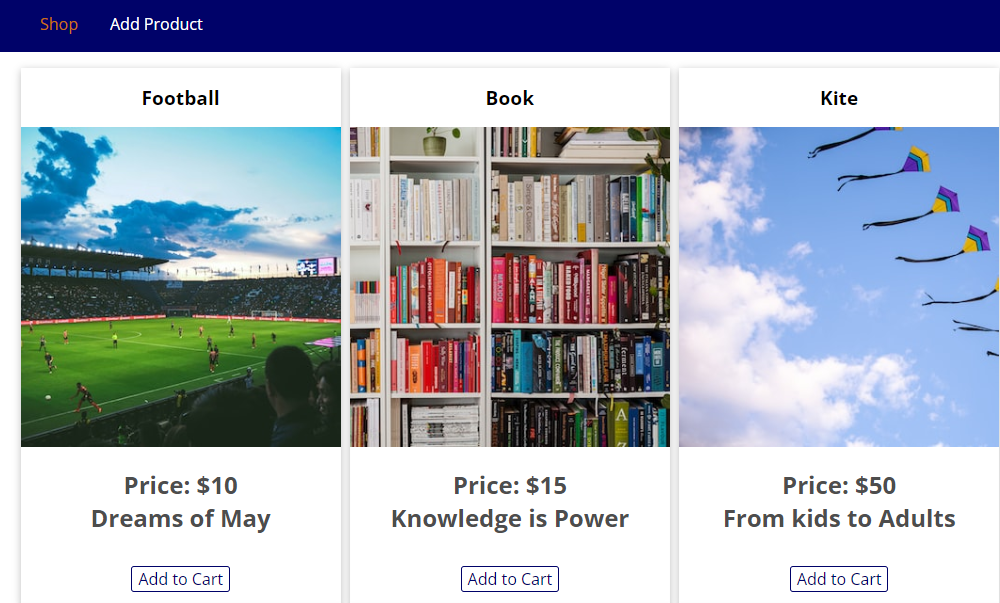 Shop Add Product
Football
Book
Kite
Price: $10
Dreams of May
Price: $15
Knowledge is Power
Price: $50
From kids to Adults
Add to Cart
Add to Cart
Add to Cart